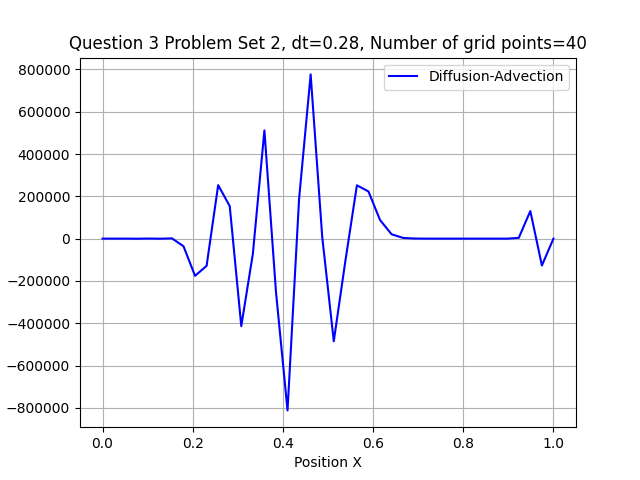 Question 3 Problem Set 2, dt=0.28, Number of grid points=40
Diffusion-Advection
800000
600000
400000
200000
0
−200000
−400000
−600000
−800000
0.0 0.2 0.4 0.6 0.8 1.0
Position X